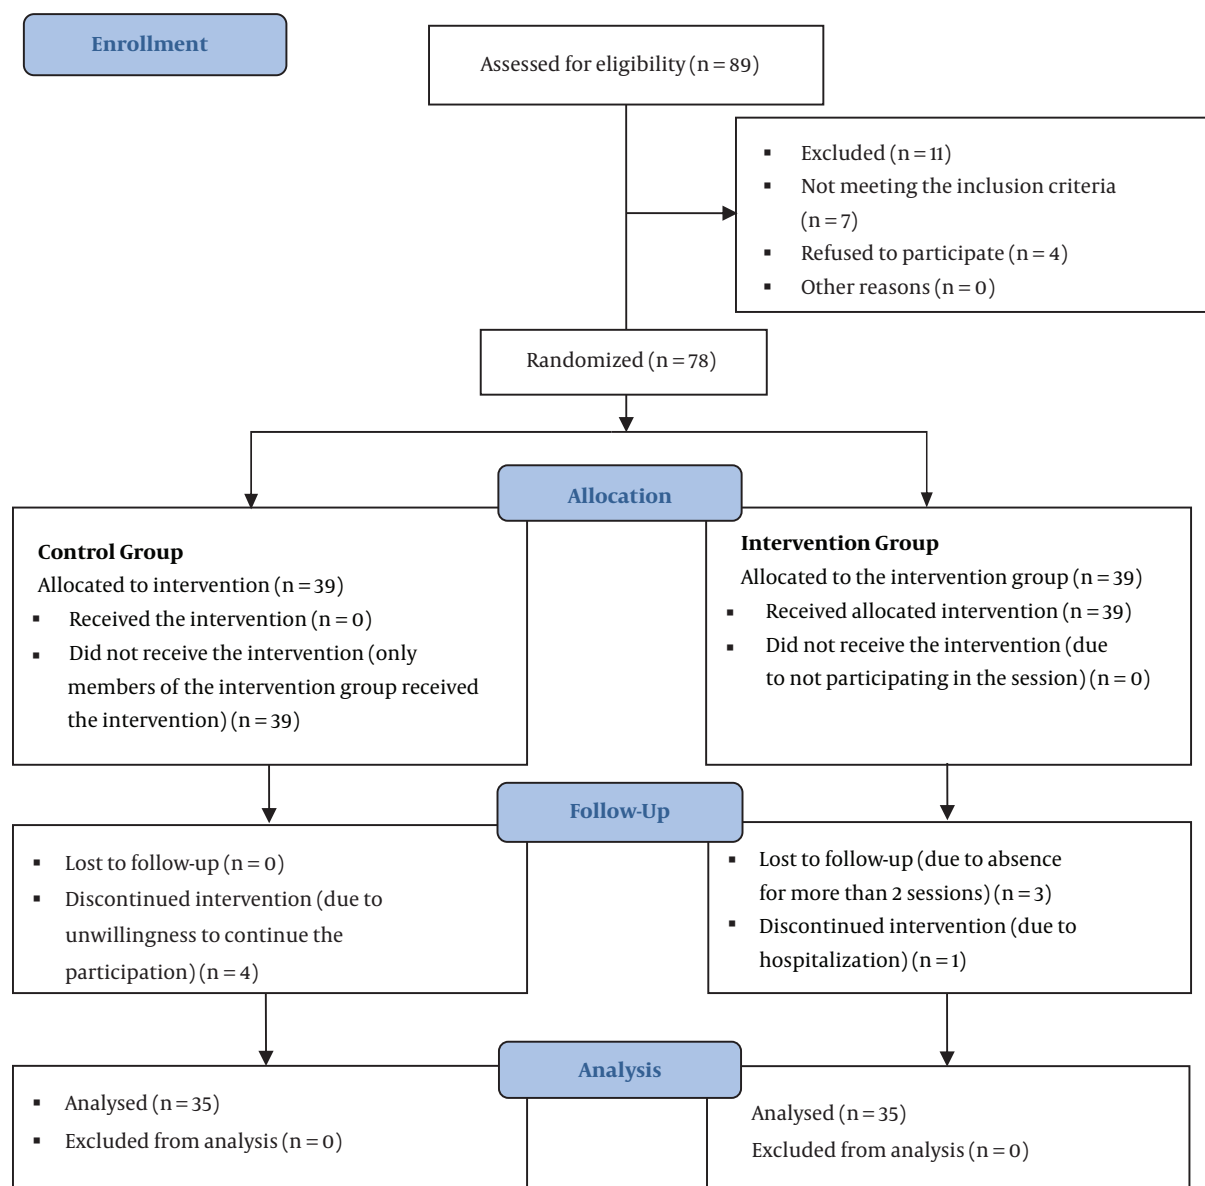 Enrollment
Assessed for eligibility (n = 89)
▪ Excluded (n = 11)
▪ Not meeting the inclusion criteria
(n = 7)
▪ Refused to participate (n = 4)
▪ Other reasons (n = 0)
Randomized (n = 78)
Allocation
Control Group
Allocated to intervention (n = 39)
▪ Received the intervention (n = 0)
▪ Did not receive the intervention (only
members of the intervention group received
the intervention) (n = 39)
Intervention Group
Allocated to the intervention group (n = 39)
▪ Received allocated intervention (n = 39)
▪ Did not receive the intervention (due
to not participating in the session) (n = 0)
Follow-Up
▪ Lost to follow-up (n = 0)
▪ Discontinued intervention (due to
unwillingness to continue the
participation) (n = 4)
▪ Lost to follow-up (due to absence
for more than 2 sessions) (n = 3)
▪ Discontinued intervention (due to
hospitalization) (n = 1)
Analysis
▪ Analysed (n = 35)
▪ Excluded from analysis (n = 0)
Analysed (n = 35)
Excluded from analysis (n = 0)